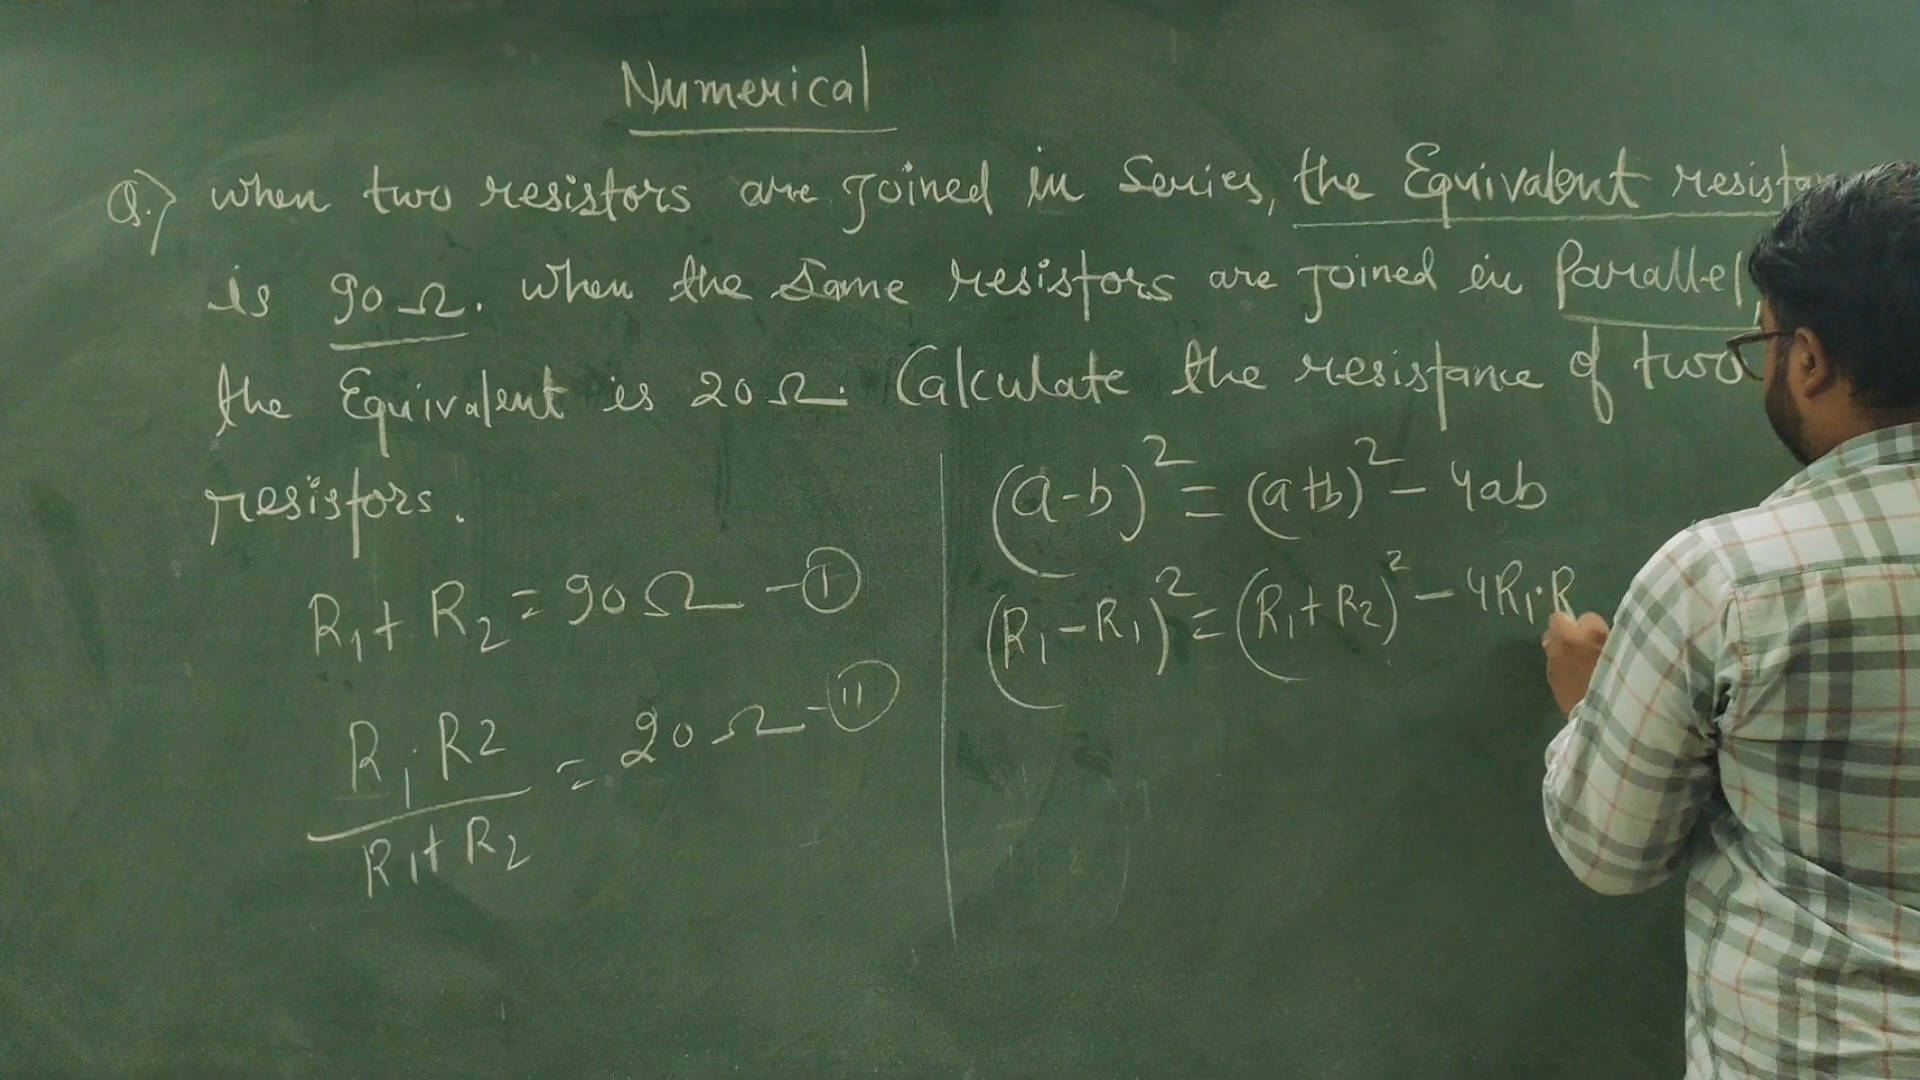 Numerical
Q.) when two resistors are Joined in Series, the Equivalent
is 90 Ω. when the same resistors are Joined in Parallel,
the Equivalent is 20 Ω. Calculate the resistance of two
resistors.
R₁ + R₂ = 90 Ω - (I)
R₁ . R2
/ R₁ + R₂ = 20 Ω - (II)
(a-b)² = (a+b)² - 4ab
(R₁ - R₁)² = (R₁ + R₂)² - 4R₁·R